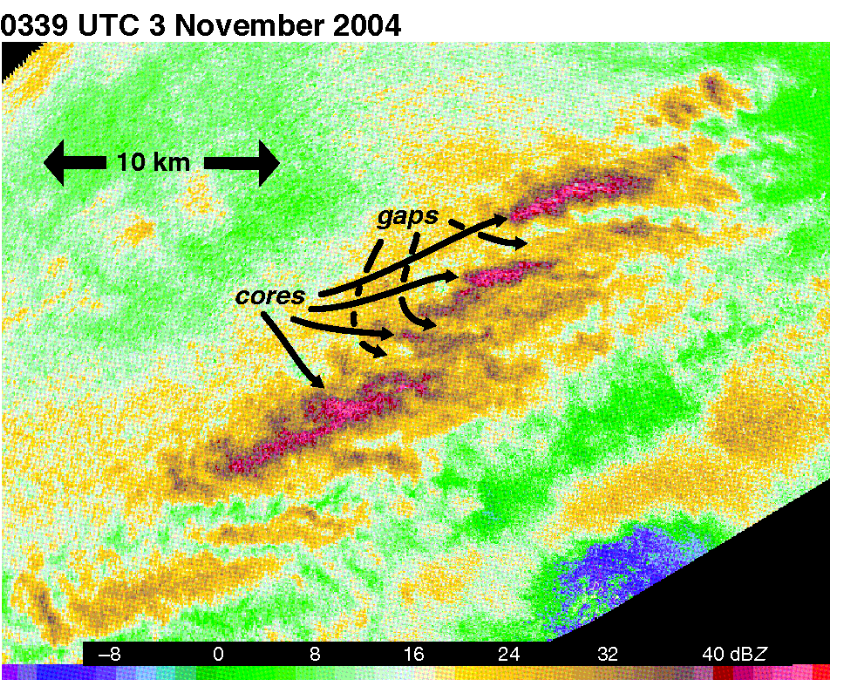 0339 UTC 3 November 2004
10 km
gaps
cores
–8 0 8 16 24 32 40 dBZ